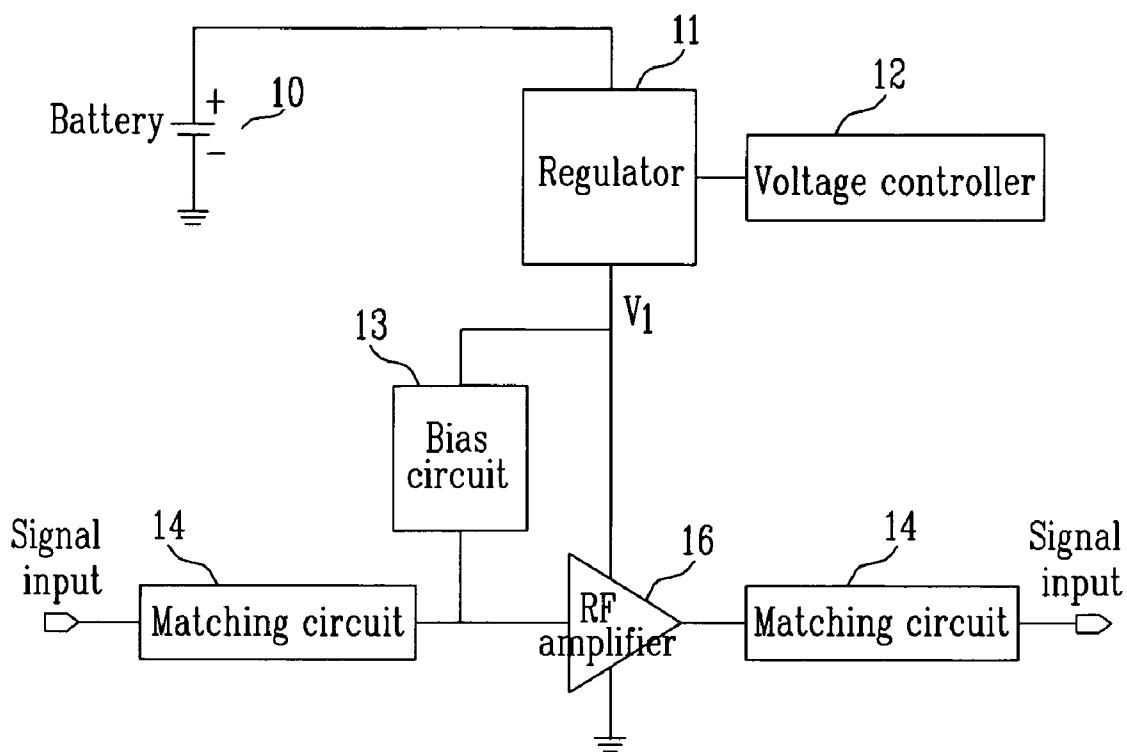 11
12
10
+
Battery
−
Regulator
Voltage controller
V1
13
Bias
circuit
Signal
input
14
Matching circuit
RF
amplifier
16
14
Matching circuit
Signal
input